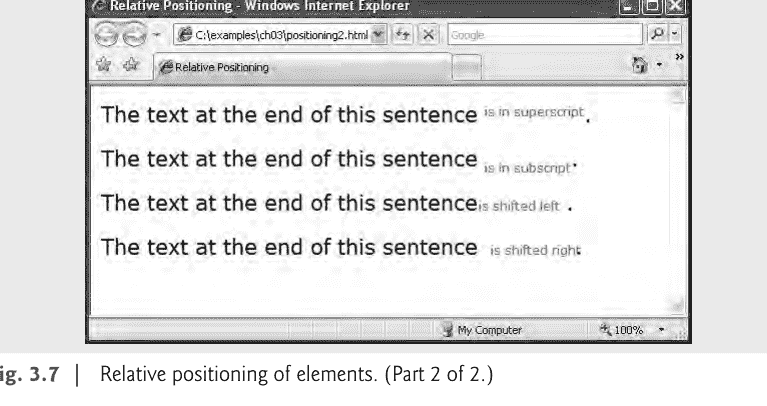 Relative Positioning - Windows Internet Explorer
C:\examples\ch03\positioning2.html
Google
Relative Positioning
»
The text at the end of this sentence is in superscript.
The text at the end of this sentence is in subscript.
The text at the end of this sentence is shifted left .
The text at the end of this sentence is shifted right.
My Computer 100%
ig. 3.7 | Relative positioning of elements. (Part 2 of 2.)